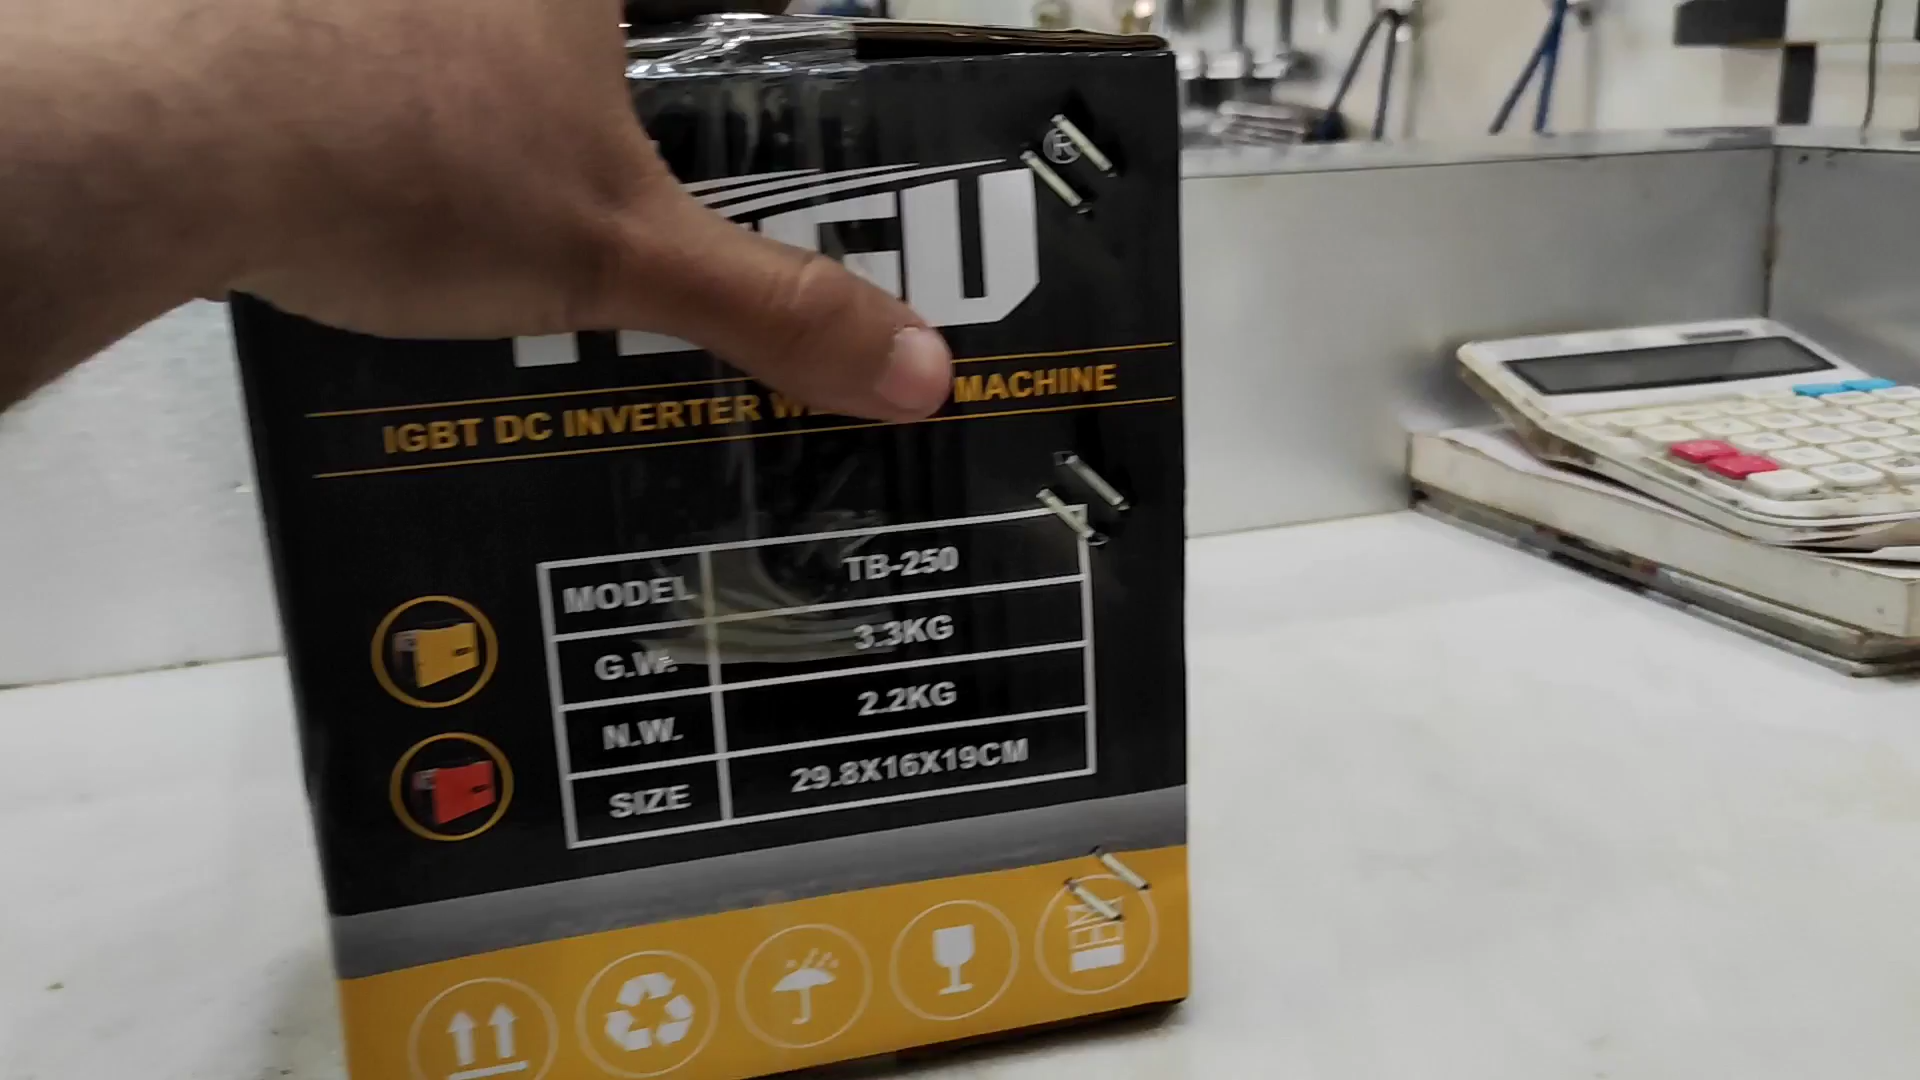 ®
IGBT DC INVERTER MACHINE
MODEL TB-250
G.W. 3.3KG
N.W. 2.2KG
SIZE 29.8X16X19CM